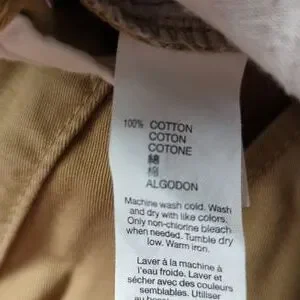 100% COTTON
COTON
COTONE
綿
棉
ALGODON
Machine wash cold. Wash
and dry with like colors.
Only non-chlorine bleach
when needed. Tumble dry
low. Warm iron.
Laver à la machine à
l'eau froide. Laver et
sécher avec des couleurs
semblables. Utiliser